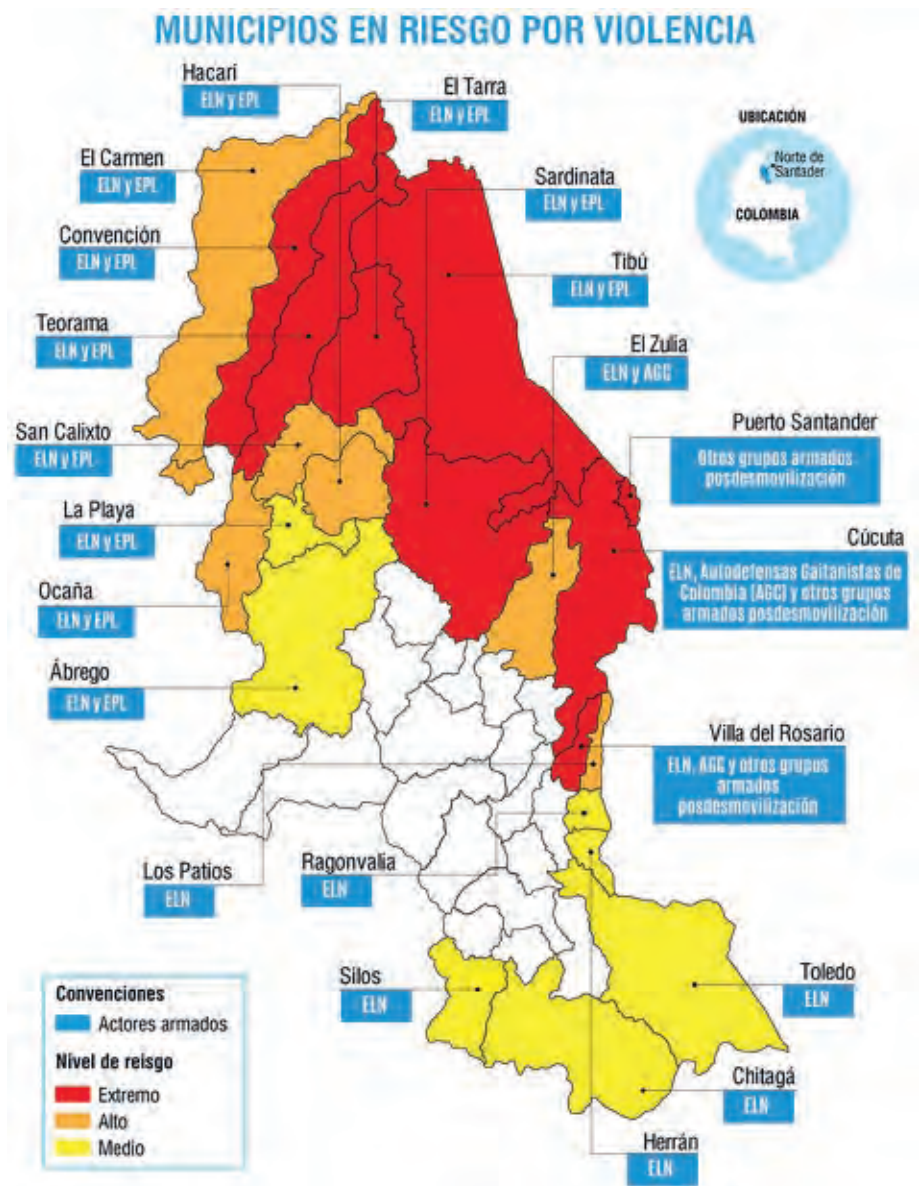 MUNICIPIOS EN RIESGO POR VIOLENCIA
Hacarí
ELN y EPL
El Tarra
ELN y EPL
UBICACIÓN
Norte de
Santader
COLOMBIA
El Carmen
ELN y EPL
Sardinata
ELN y EPL
Convención
ELN y EPL
Tibú
ELN y EPL
Teorama
ELN y EPL
El Zulia
ELN y AGC
San Calixto
ELN y EPL
Puerto Santander
Otros grupos armados
posdesmovilización
La Playa
ELN y EPL
Cúcuta
ELN, Autodefensas Gaitanistas de
Colombia (AGC) y otros grupos
armados posdesmovilización
Ocaña
ELN y EPL
Ábrego
ELN y EPL
Villa del Rosario
ELN, AGC y otros grupos
armados
posdesmovilización
Los Patios
ELN
Ragonvalia
ELN
Silos
ELN
Toledo
ELN
Chitagá
ELN
Herrán
ELN
Convenciones
Actores armados
Nivel de reisgo
Extremo
Alto
Medio